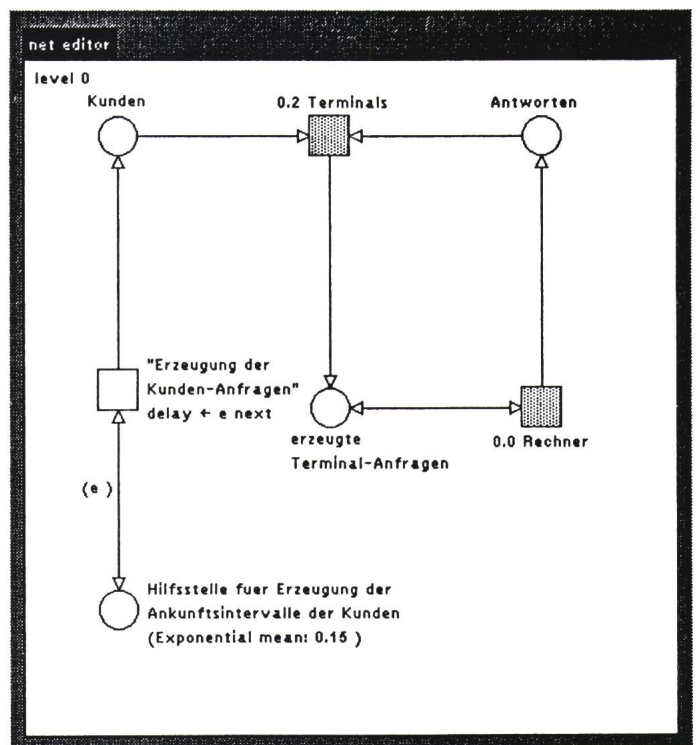 net editor
level 0
Kunden
0.2 Terminals
Antworten
"Erzeugung der
Kunden-Anfragen"
delay ← e next
erzeugte
Terminal-Anfragen
0.0 Rechner
(e )
Hilfsstelle fuer Erzeugung der
Ankunftsintervalle der Kunden
(Exponential mean: 0.15 )